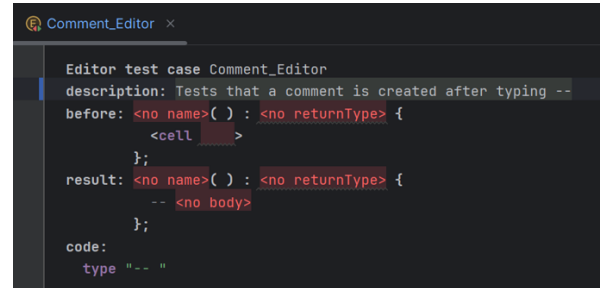 Comment_Editor ×
Editor test case Comment_Editor
description: Tests that a comment is created after typing --
before: <no name>( ) : <no returnType> {
<cell     >
};
result: <no name>( ) : <no returnType> {
-- <no body>
};
code:
type "-- "